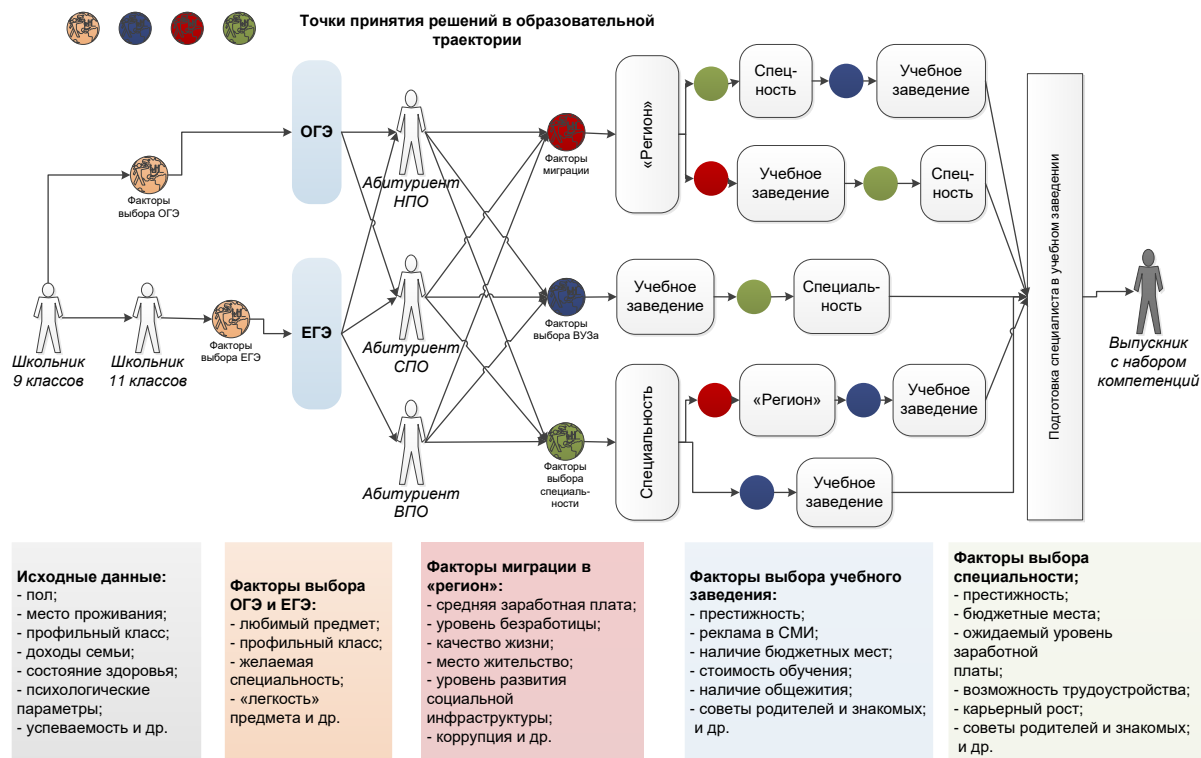 Точки принятия решений в образовательной
траектории
ОГЭ
Абитуриент
НПО
Факторы
миграции
«Регион»
Спец-
ность
Учебное
заведение
Учебное
заведение
Спец-
ность
Факторы
выбора ОГЭ
Школьник
9 классов
Школьник
11 классов
Факторы
выбора ЕГЭ
ЕГЭ
Абитуриент
СПО
Факторы
выбора ВУЗа
Учебное
заведение
Специаль-
ность
Абитуриент
ВПО
Факторы
выбора
специаль-
ности
Специальность
«Регион»
Учебное
заведение
Учебное
заведение
Подготовка специалиста в учебном заведении
Выпускник
с набором
компетенций
Исходные данные:
- пол;
- место проживания;
- профильный класс;
- доходы семьи;
- состояние здоровья;
- психологические
параметры;
- успеваемость и др.
Факторы выбора
ОГЭ и ЕГЭ:
- любимый предмет;
- профильный класс;
- желаемая
специальность;
- «легкость»
предмета и др.
Факторы миграции в
«регион»:
- средняя заработная плата;
- уровень безработицы;
- качество жизни;
- место жительство;
- уровень развития
социальной
инфраструктуры;
- коррупция и др.
Факторы выбора учебного
заведения:
- престижность;
- реклама в СМИ;
- наличие бюджетных мест;
- стоимость обучения;
- наличие общежития;
- советы родителей и знакомых;
и др.
Факторы выбора
специальности;
- престижность;
- бюджетные места;
- ожидаемый уровень
заработной
платы;
- возможность трудоустройства;
- карьерный рост;
- советы родителей и знакомых;
и др.